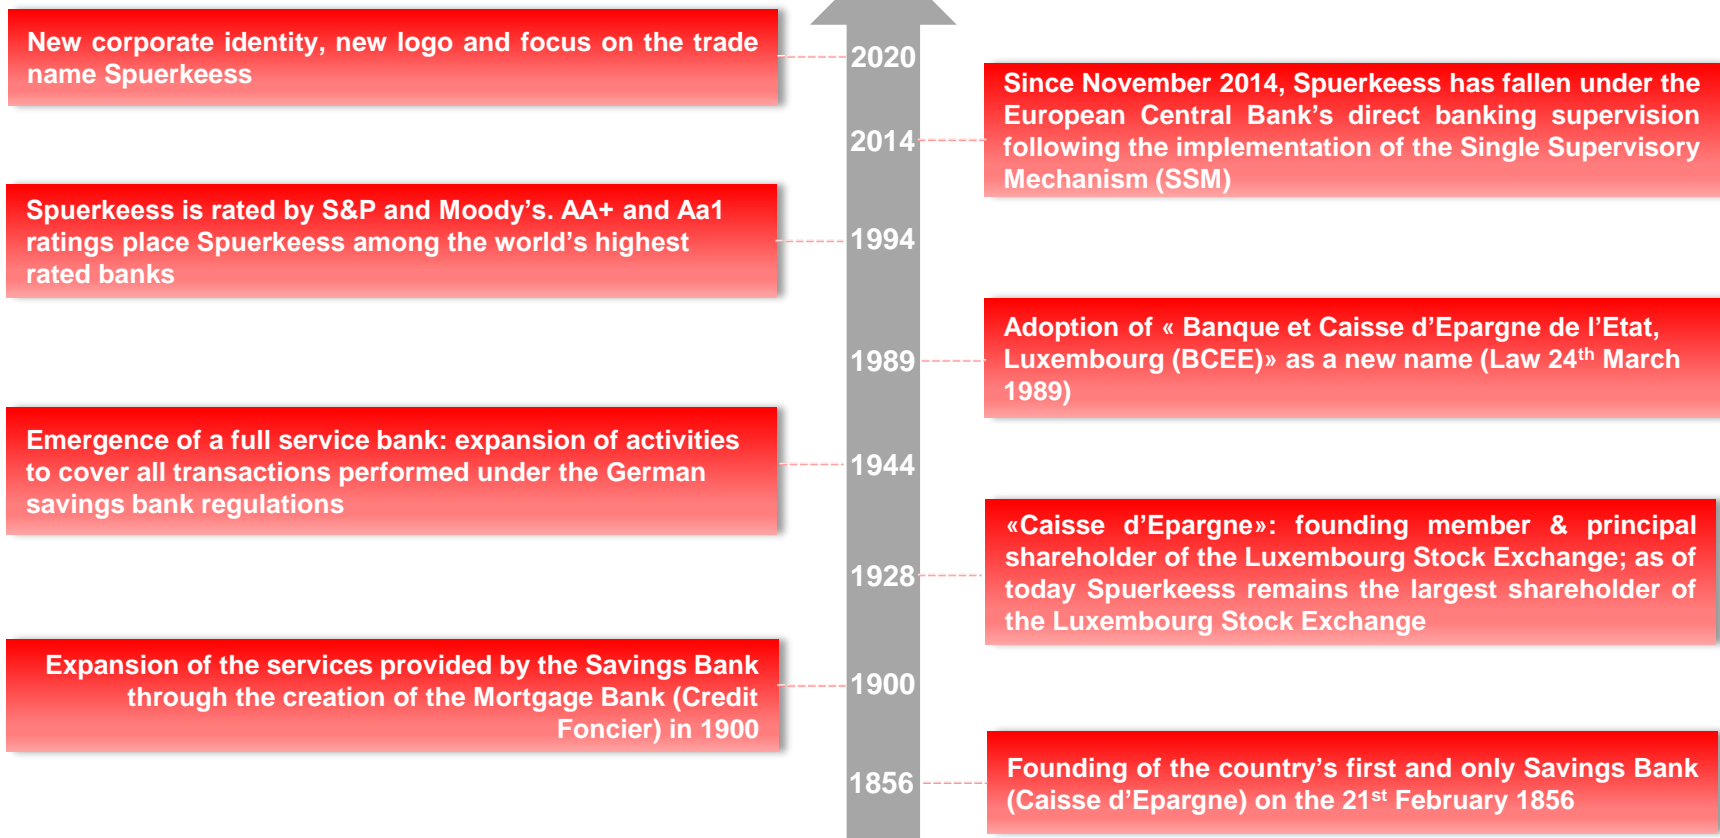 New corporate identity, new logo and focus on the trade
name Spuerkeess
2020
Since November 2014, Spuerkeess has fallen under the
European Central Bank’s direct banking supervision
following the implementation of the Single Supervisory
Mechanism (SSM)
2014
Spuerkeess is rated by S&P and Moody’s. AA+ and Aa1
ratings place Spuerkeess among the world’s highest
rated banks
1994
Adoption of « Banque et Caisse d’Epargne de l’Etat,
Luxembourg (BCEE)» as a new name (Law 24th March
1989)
1989
Emergence of a full service bank: expansion of activities
to cover all transactions performed under the German
savings bank regulations
1944
«Caisse d’Epargne»: founding member & principal
shareholder of the Luxembourg Stock Exchange; as of
today Spuerkeess remains the largest shareholder of
the Luxembourg Stock Exchange
1928
Expansion of the services provided by the Savings Bank
through the creation of the Mortgage Bank (Credit
Foncier) in 1900
1900
Founding of the country’s first and only Savings Bank
(Caisse d’Epargne) on the 21st February 1856
1856